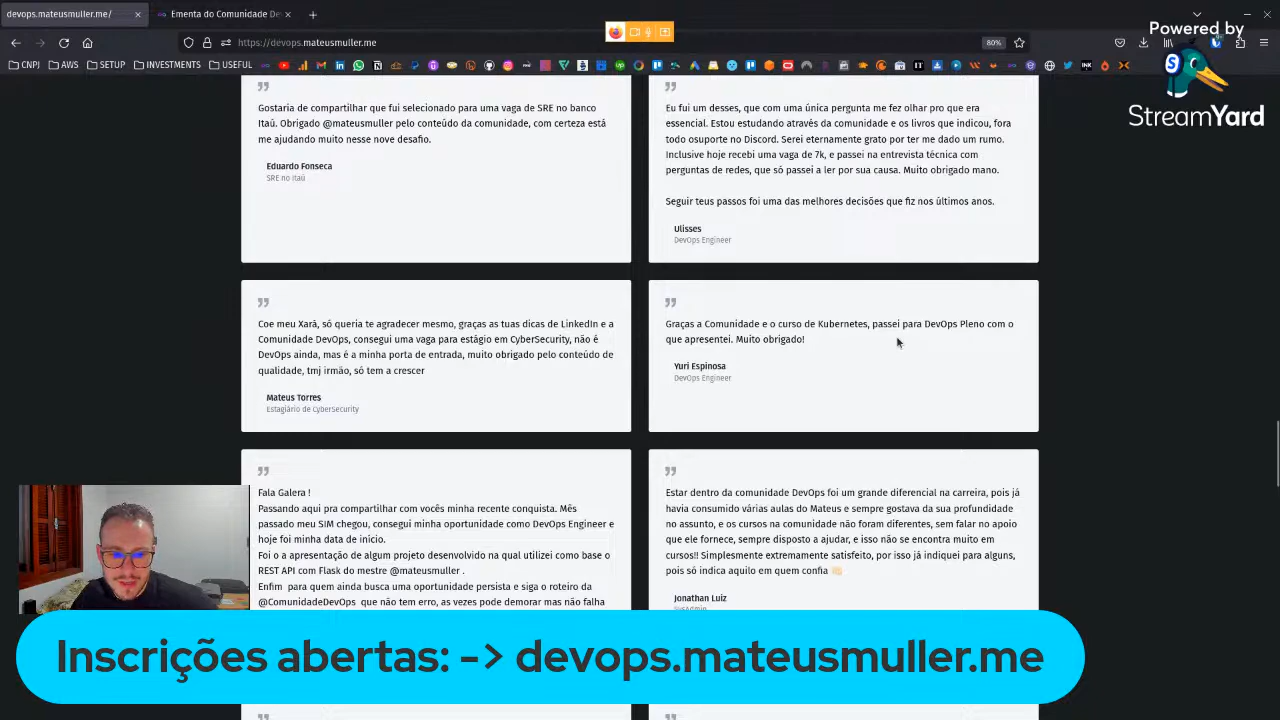 devops.mateusmuller.me/
Ementa do Comunidade De
https://devops.mateusmuller.me
80%
CNPJ
AWS
SETUP
INVESTMENTS
USEFUL
Powered by
StreamYard
Gostaria de compartilhar que fui selecionado para uma vaga de SRE no banco
Itaú. Obrigado @mateusmuller pelo conteúdo da comunidade, com certeza está
me ajudando muito nesse nove desafio.
Eduardo Fonseca
SRE no Itaú
Eu fui um desses, que com uma única pergunta me fez olhar pro que era
essencial. Estou estudando através da comunidade e os livros que indicou, fora
todo osuporte no Discord. Serei eternamente grato por ter me dado um rumo.
Inclusive hoje recebi uma vaga de 7k, e passei na entrevista técnica com
perguntas de redes, que só passei a ler por sua causa. Muito obrigado mano.
Seguir teus passos foi uma das melhores decisões que fiz nos últimos anos.
Ulisses
DevOps Engineer
Coe meu Xará, só queria te agradecer mesmo, graças as tuas dicas de LinkedIn e a
Comunidade DevOps, consegui uma vaga para estágio em CyberSecurity, não é
DevOps ainda, mas é a minha porta de entrada, muito obrigado pelo conteúdo de
qualidade, tmj irmão, só tem a crescer
Mateus Torres
Estagiário de CyberSecurity
Graças a Comunidade e o curso de Kubernetes, passei para DevOps Pleno com o
que apresentei. Muito obrigado!
Yuri Espinosa
DevOps Engineer
Fala Galera !
Passando aqui pra compartilhar com vocês minha recente conquista. Mês
passado meu SIM chegou, consegui minha oportunidade como DevOps Engineer e
hoje foi minha data de início.
Foi o a apresentação de algum projeto desenvolvido na qual utilizei como base o
REST API com Flask do mestre @mateusmuller .
Enfim para quem ainda busca uma oportunidade persista e siga o roteiro da
@ComunidadeDevOps que não tem erro, as vezes pode demorar mas não falha
Estar dentro da comunidade DevOps foi um grande diferencial na carreira, pois já
havia consumido várias aulas do Mateus e sempre gostava da sua profundidade
no assunto, e os cursos na comunidade não foram diferentes, sem falar no apoio
que ele fornece, sempre disposto a ajudar, e isso não se encontra muito em
cursos!! Simplesmente extremamente satisfeito, por isso já indiquei para alguns,
pois só indica aquilo em quem confia 👏🏻
Jonathan Luiz
SysAdmin
Inscrições abertas: -> devops.mateusmuller.me